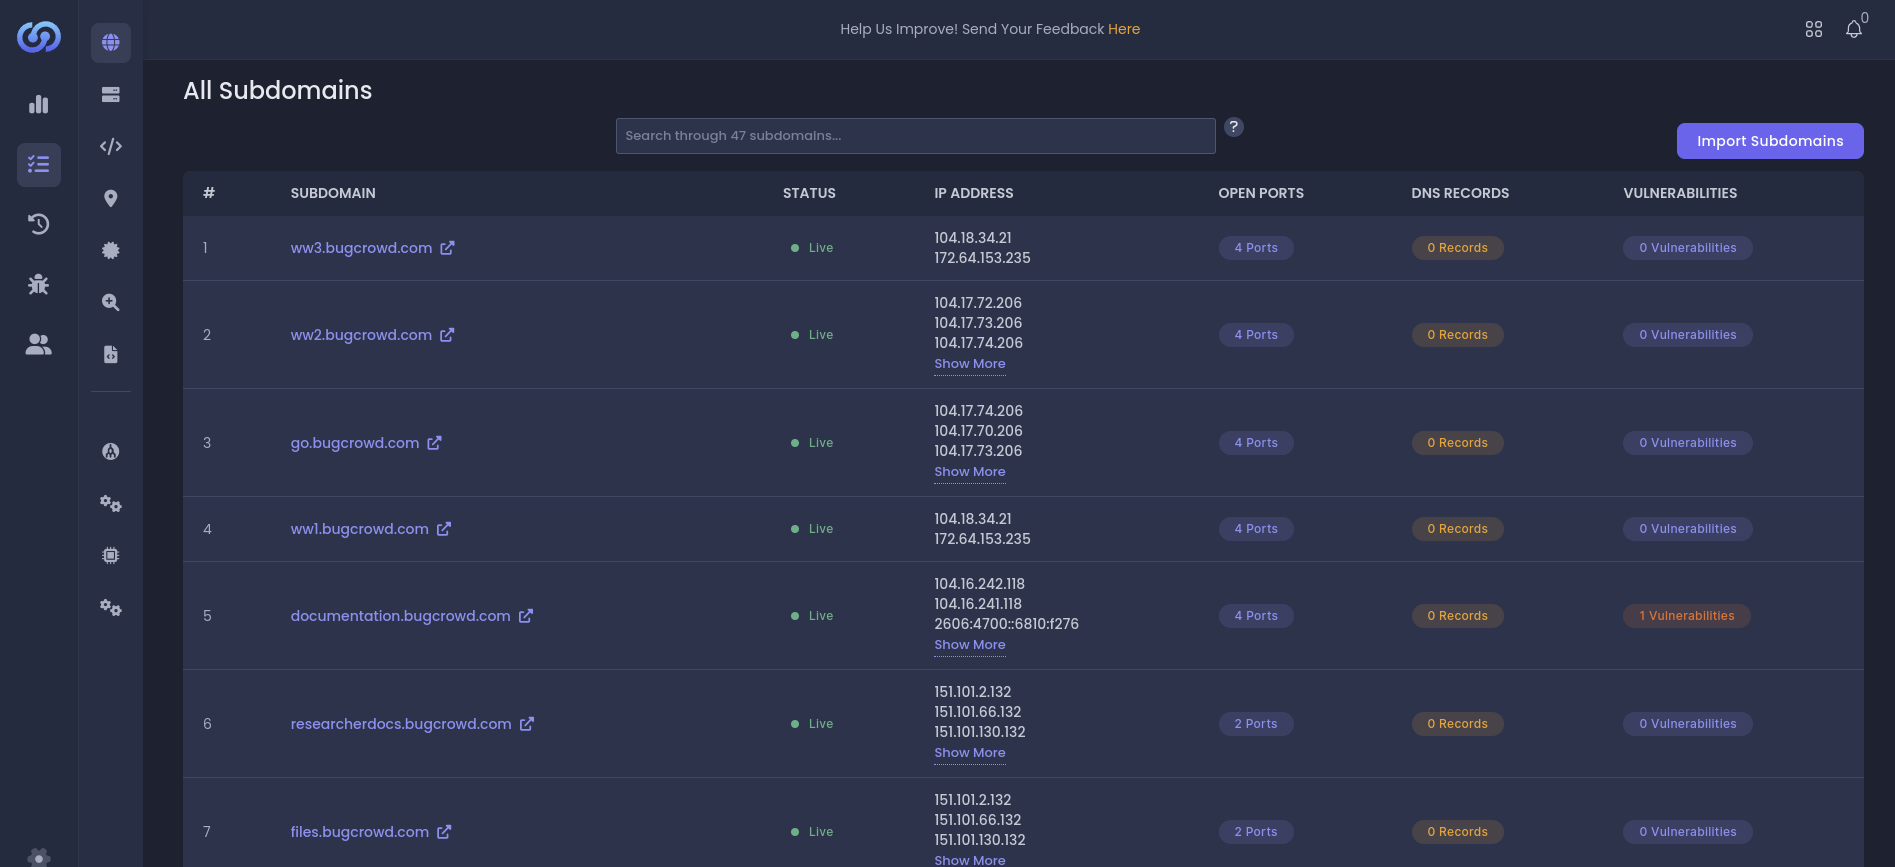 Help Us Improve! Send Your Feedback Here
0
All Subdomains
Search through 47 subdomains...
?
Import Subdomains
# SUBDOMAIN STATUS IP ADDRESS OPEN PORTS DNS RECORDS VULNERABILITIES
1 ww3.bugcrowd.com Live 104.18.34.21 4 Ports 0 Records 0 Vulnerabilities
172.64.153.235
2 ww2.bugcrowd.com Live 104.17.72.206 4 Ports 0 Records 0 Vulnerabilities
104.17.73.206
104.17.74.206
Show More
3 go.bugcrowd.com Live 104.17.74.206 4 Ports 0 Records 0 Vulnerabilities
104.17.70.206
104.17.73.206
Show More
4 ww1.bugcrowd.com Live 104.18.34.21 4 Ports 0 Records 0 Vulnerabilities
172.64.153.235
5 documentation.bugcrowd.com Live 104.16.242.118 4 Ports 0 Records 1 Vulnerabilities
104.16.241.118
2606:4700::6810:f276
Show More
6 researcherdocs.bugcrowd.com Live 151.101.2.132 2 Ports 0 Records 0 Vulnerabilities
151.101.66.132
151.101.130.132
Show More
7 files.bugcrowd.com Live 151.101.2.132 2 Ports 0 Records 0 Vulnerabilities
151.101.66.132
151.101.130.132
Show More